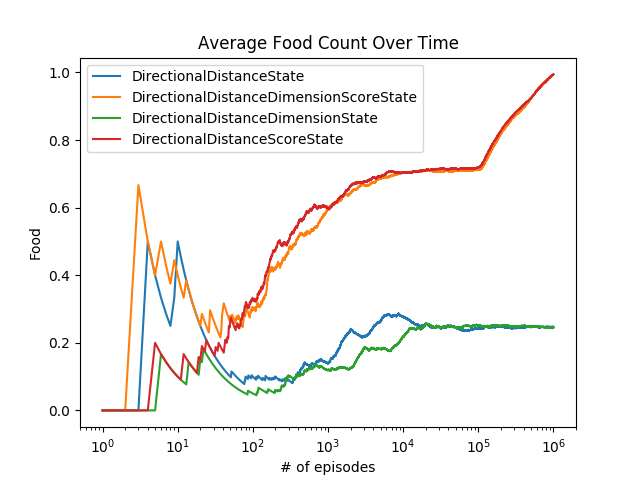 Average Food Count Over Time
DirectionalDistanceState
DirectionalDistanceDimensionScoreState
DirectionalDistanceDimensionState
DirectionalDistanceScoreState
Food
1.0
0.8
0.6
0.4
0.2
0.0
10⁰ 10¹ 10² 10³ 10⁴ 10⁵ 10⁶
# of episodes